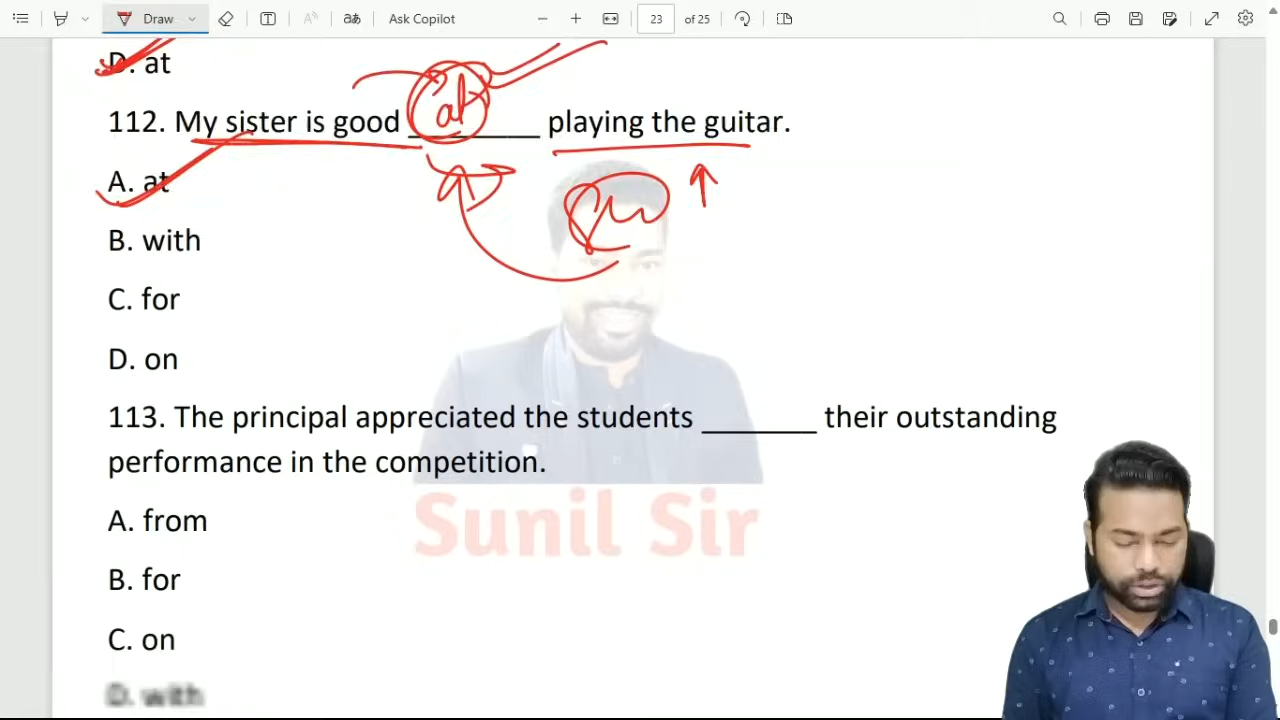 Draw
Ask Copilot
23
of 25
D. at
at
112. My sister is good ________ playing the guitar.
A. at
B. with
C. for
D. on
113. The principal appreciated the students _______ their outstanding
performance in the competition.
A. from
B. for
C. on
D. with
Sunil Sir